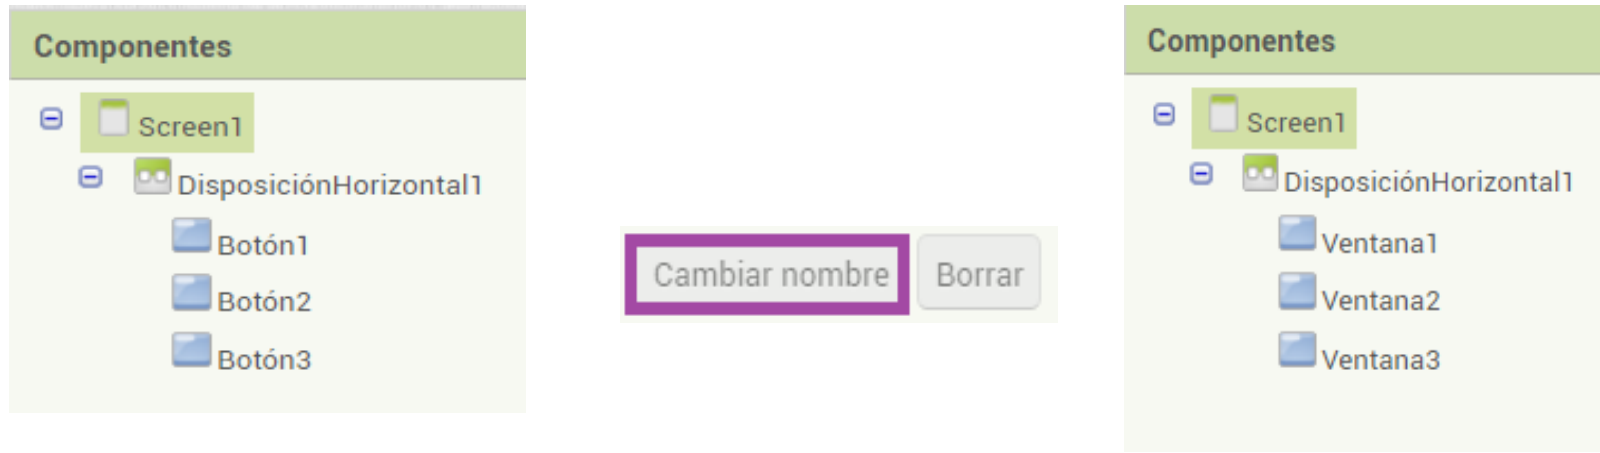 Componentes
Screen1
DisposiciónHorizontal1
Botón1
Botón2
Botón3
Cambiar nombre
Borrar
Componentes
Screen1
DisposiciónHorizontal1
Ventana1
Ventana2
Ventana3